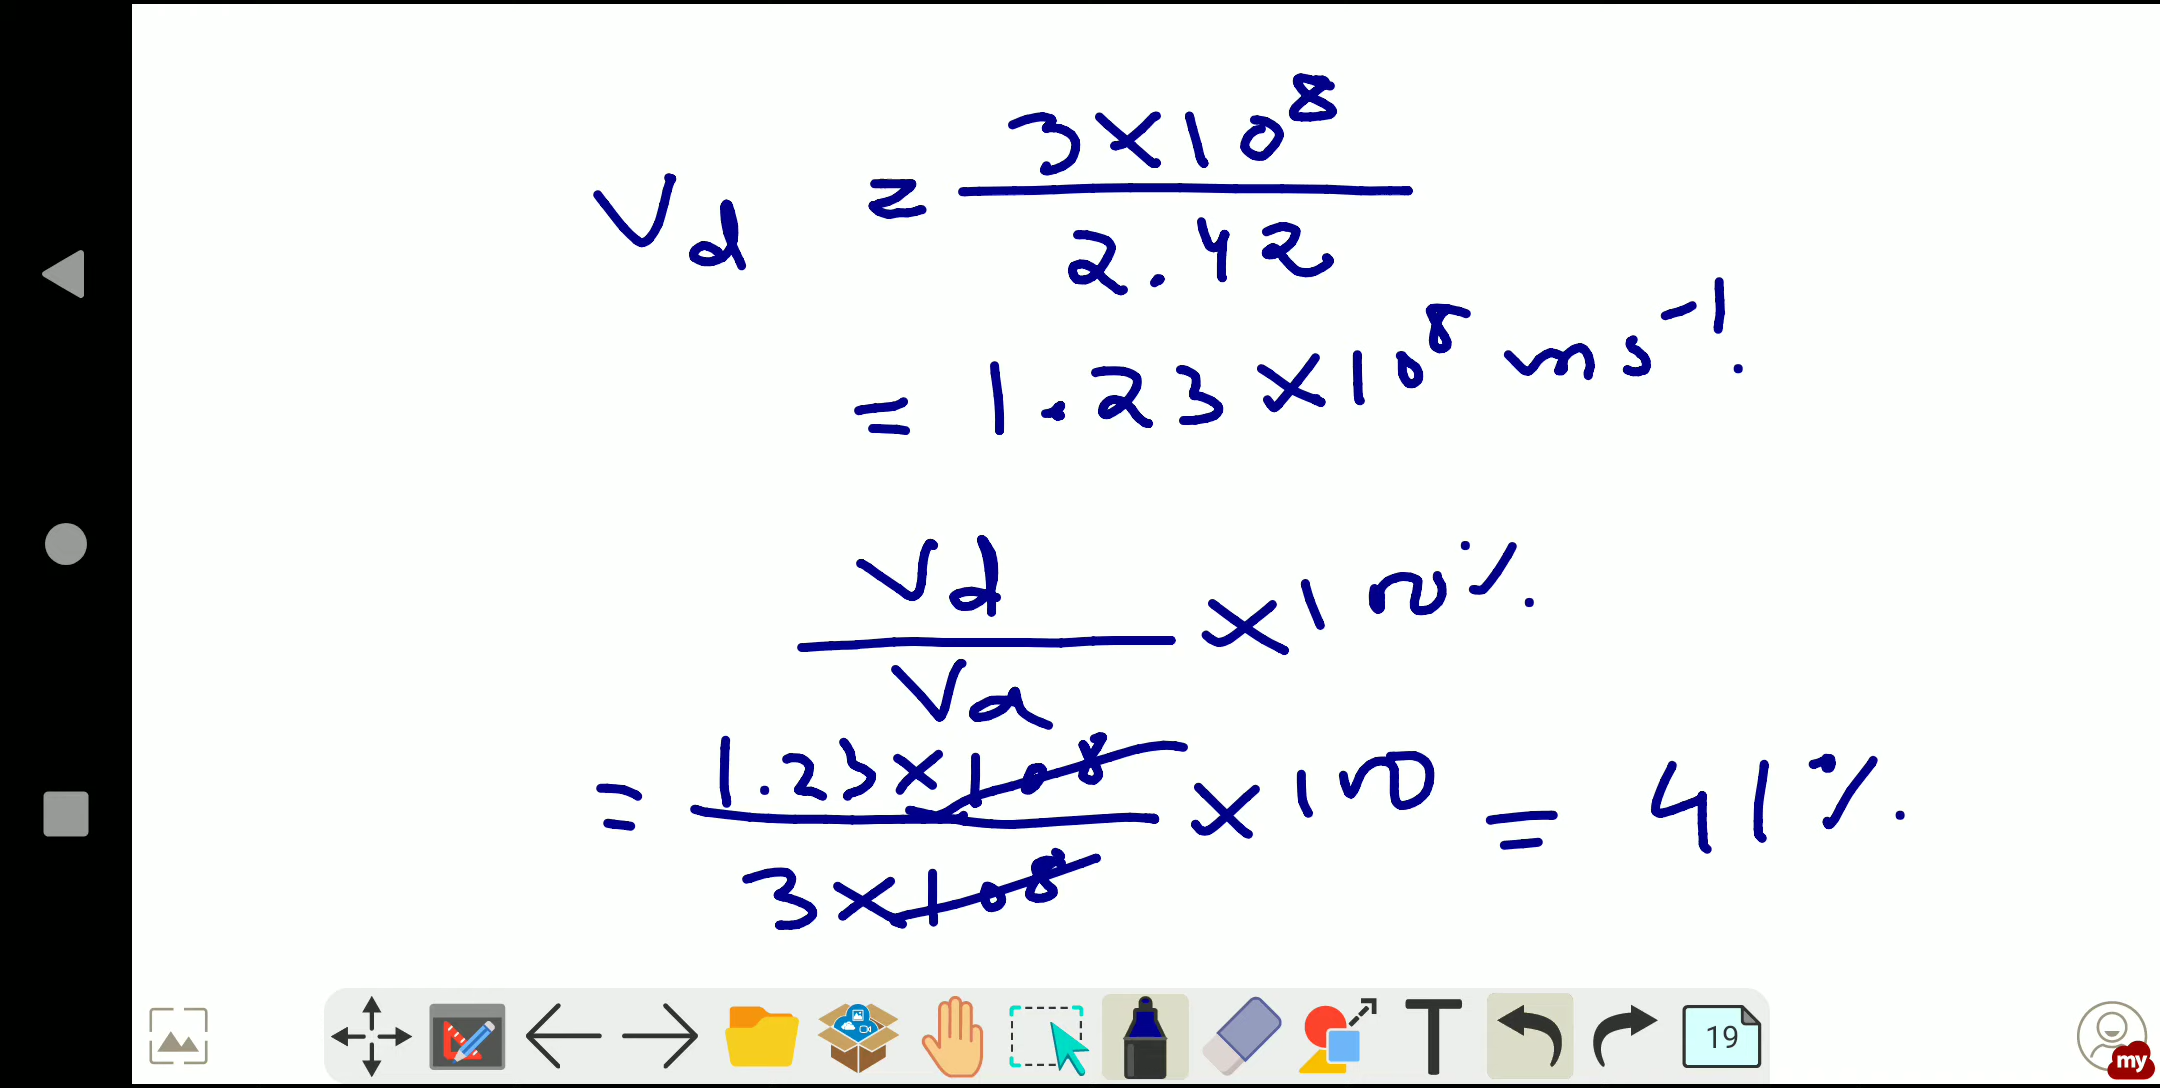 Vd = 3×10⁸ / 2.42
= 1.23×10⁸ ms⁻¹.
Vd / Va ×100%.
= 1.23×10⁸ / 3×10⁸ ×100 = 41%.
T
19
my